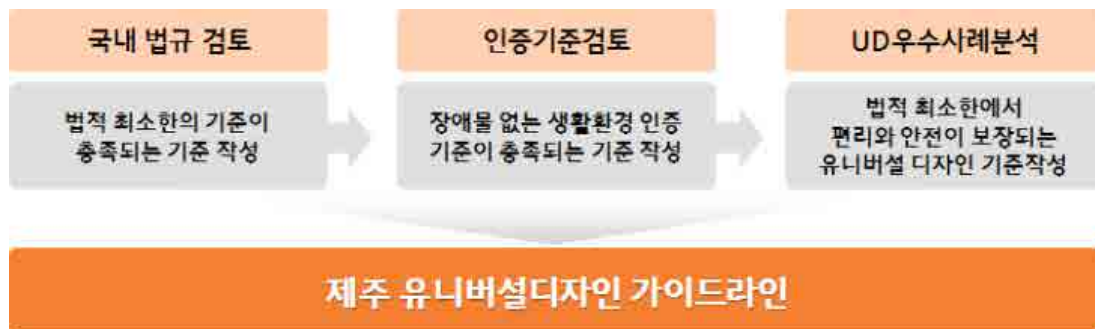 국내 법규 검토
법적 최소한의 기준이
충족되는 기준 작성
인증기준검토
장애물 없는 생활환경 인증
기준이 충족되는 기준 작성
UD우수사례분석
법적 최소한에서
편리와 안전이 보장되는
유니버설 디자인 기준작성
제주 유니버설디자인 가이드라인